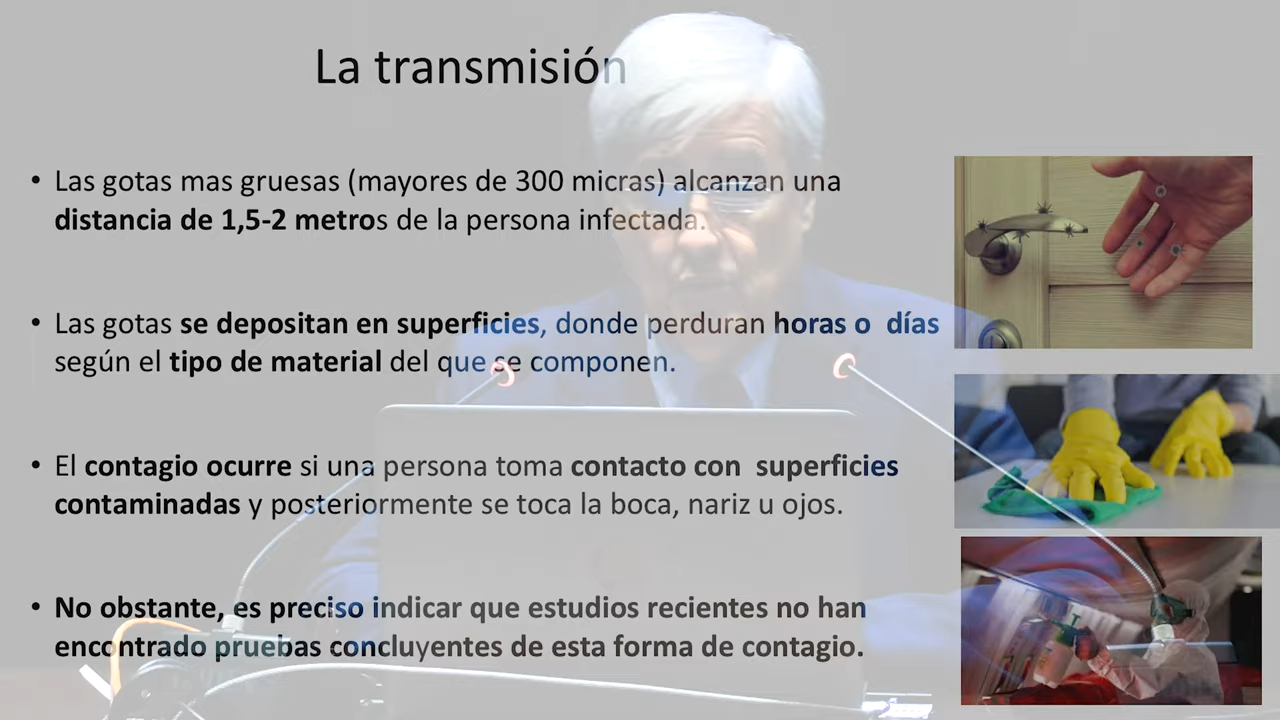 La transmisión
• Las gotas mas gruesas (mayores de 300 micras) alcanzan una
distancia de 1,5-2 metros de la persona infectada.
• Las gotas se depositan en superficies, donde perduran horas o días
según el tipo de material del que se componen.
• El contagio ocurre si una persona toma contacto con superficies
contaminadas y posteriormente se toca la boca, nariz u ojos.
• No obstante, es preciso indicar que estudios recientes no han
encontrado pruebas concluyentes de esta forma de contagio.